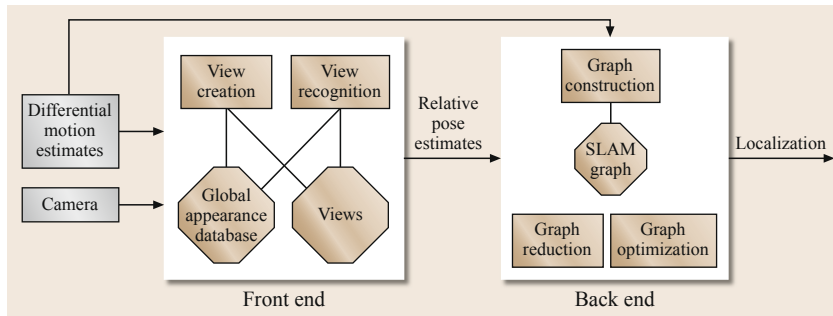 Differential
motion
estimates
Camera
View
creation
View
recognition
Global
appearance
database
Views
Front end
Relative
pose
estimates
Graph
construction
SLAM
graph
Graph
reduction
Graph
optimization
Back end
Localization